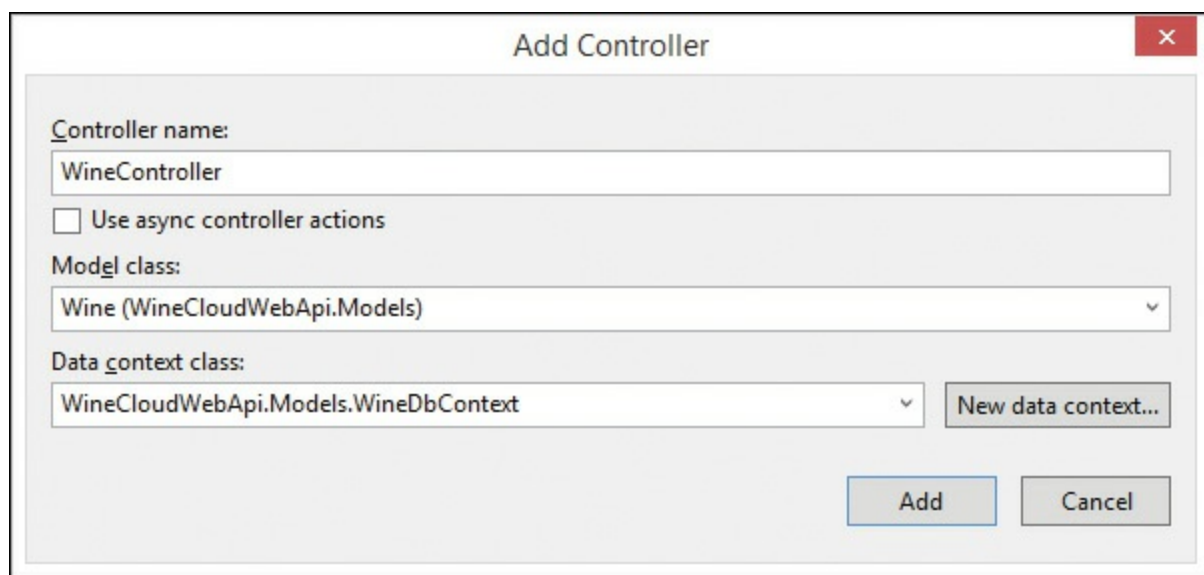 Add Controller
Controller name:
WineController
Use async controller actions
Model class:
Wine (WineCloudWebApi.Models)
Data context class:
WineCloudWebApi.Models.WineDbContext
New data context...
Add
Cancel